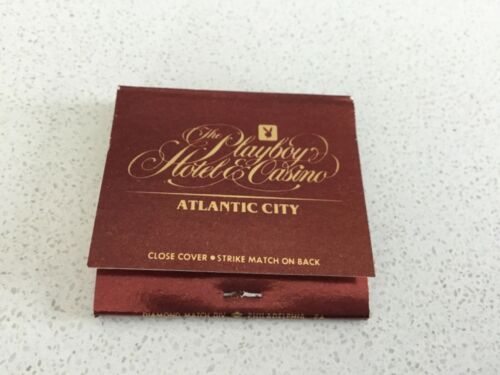 The Playboy
Hotel & Casino
ATLANTIC CITY
CLOSE COVER • STRIKE MATCH ON BACK
DIAMOND MATCH DIV. PHILADELPHIA, PA.